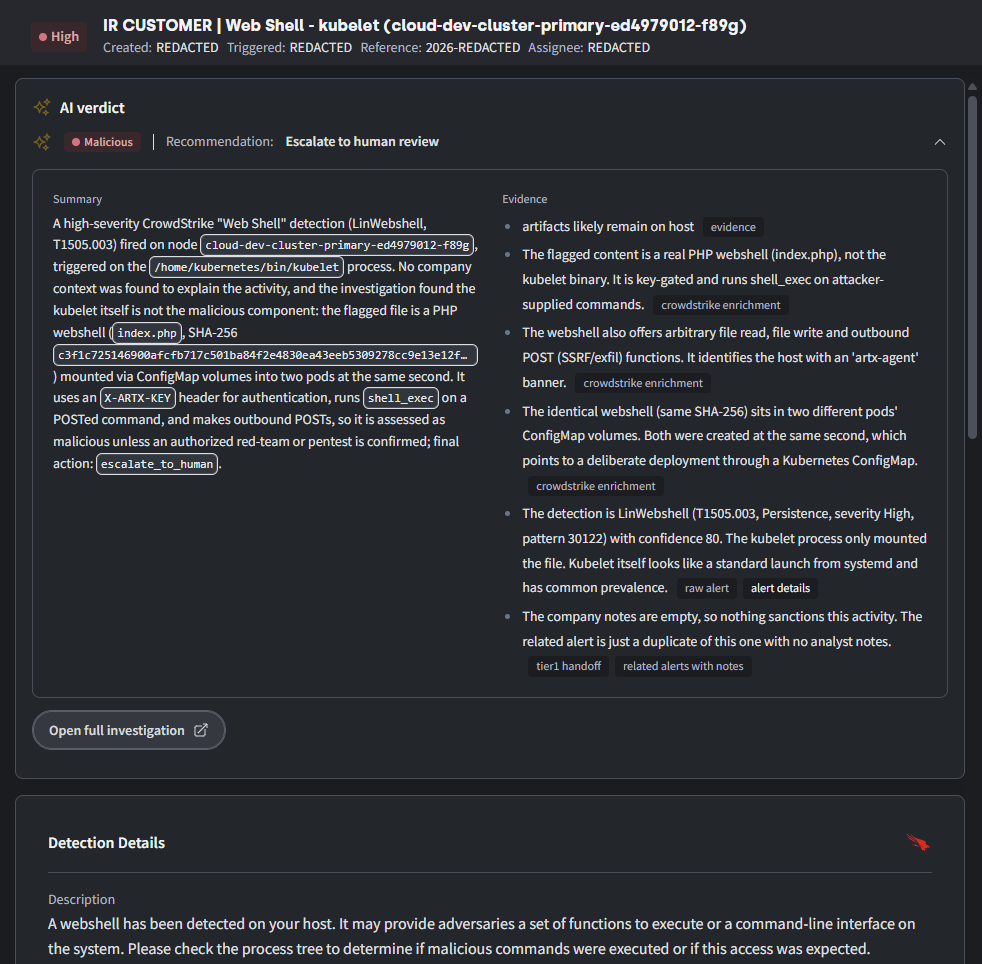 High
IR CUSTOMER | Web Shell - kubelet (cloud-dev-cluster-primary-ed4979012-f89g)
Created: REDACTED Triggered: REDACTED Reference: 2026-REDACTED Assignee: REDACTED
AI verdict
Malicious | Recommendation: Escalate to human review
Summary
A high-severity CrowdStrike "Web Shell" detection (LinWebshell,
T1505.003) fired on node cloud-dev-cluster-primary-ed4979012-f89g,
triggered on the /home/kubernetes/bin/kubelet process. No company
context was found to explain the activity, and the investigation found the
kubelet itself is not the malicious component: the flagged file is a PHP
webshell (index.php, SHA-256
c3f1c725146900afcfb717c501ba84f2e4830ea43eeb5309278cc9e13e12f…
) mounted via ConfigMap volumes into two pods at the same second. It
uses an X-ARTX-KEY header for authentication, runs shell_exec on a
POSTed command, and makes outbound POSTs, so it is assessed as
malicious unless an authorized red-team or pentest is confirmed; final
action: escalate_to_human.
Evidence
• artifacts likely remain on host evidence
• The flagged content is a real PHP webshell (index.php), not the
kubelet binary. It is key-gated and runs shell_exec on attacker-
supplied commands. crowdstrike enrichment
• The webshell also offers arbitrary file read, file write and outbound
POST (SSRF/exfil) functions. It identifies the host with an 'artx-agent'
banner. crowdstrike enrichment
• The identical webshell (same SHA-256) sits in two different pods'
ConfigMap volumes. Both were created at the same second, which
points to a deliberate deployment through a Kubernetes ConfigMap.
crowdstrike enrichment
• The detection is LinWebshell (T1505.003, Persistence, severity High,
pattern 30122) with confidence 80. The kubelet process only mounted
the file. Kubelet itself looks like a standard launch from systemd and
has common prevalence. raw alert alert details
• The company notes are empty, so nothing sanctions this activity. The
related alert is just a duplicate of this one with no analyst notes.
tier1 handoff related alerts with notes
Open full investigation
Detection Details
Description
A webshell has been detected on your host. It may provide adversaries a set of functions to execute or a command-line interface on
the system. Please check the process tree to determine if malicious commands were executed or if this access was expected.